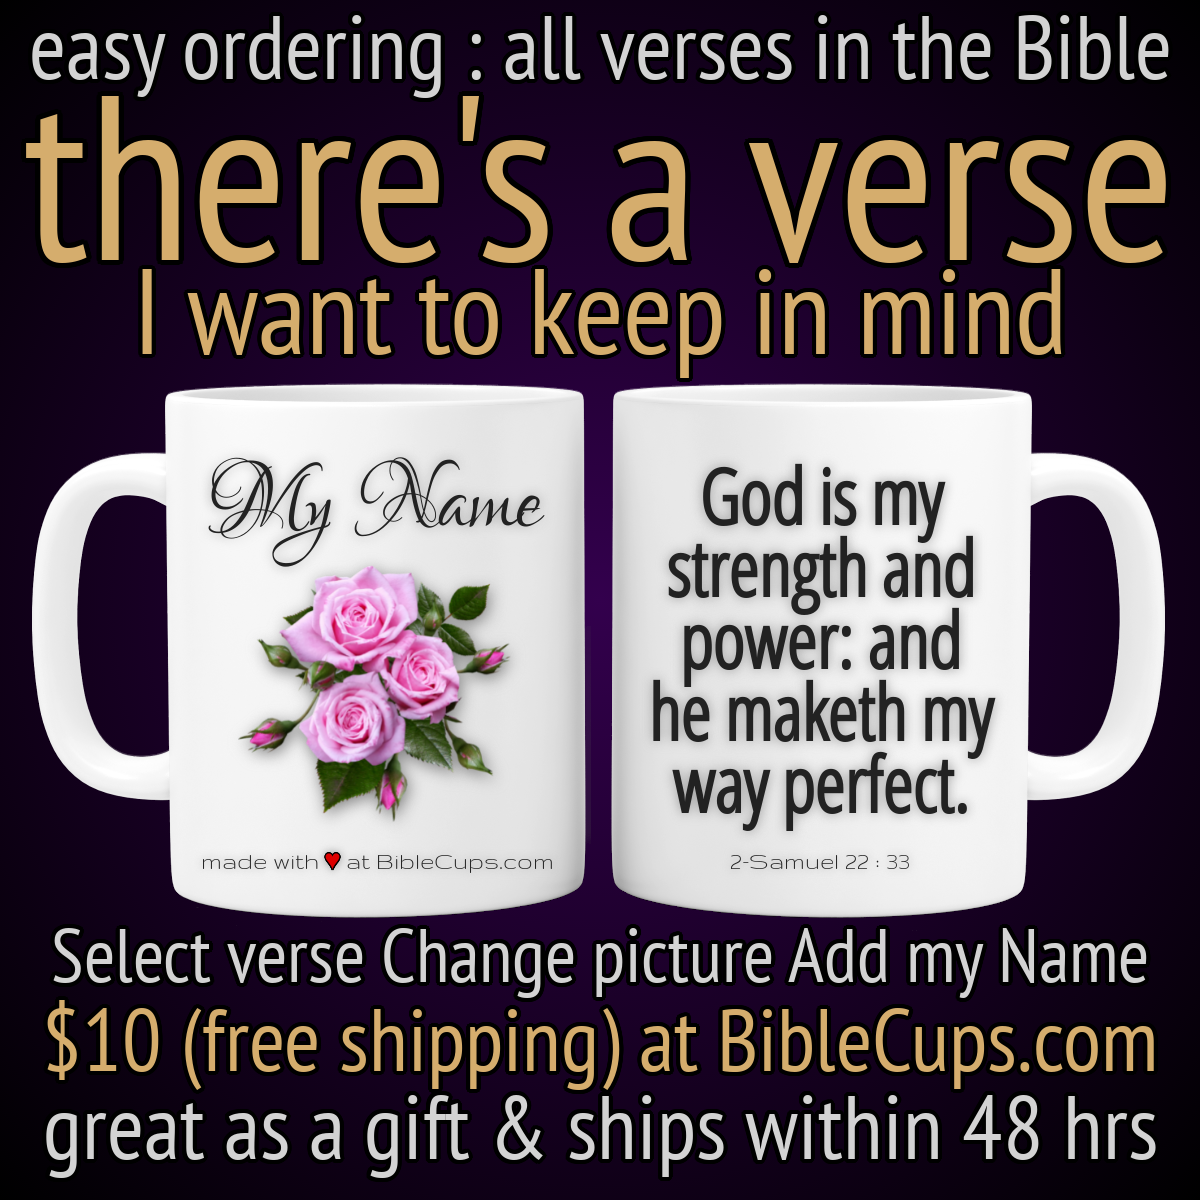 easy ordering : all verses in the Bible
there's a verse
I want to keep in mind
My Name
made with ♥ at BibleCups.com
God is my
strength and
power: and
he maketh my
way perfect.
2-Samuel 22 : 33
Select verse Change picture Add my Name
$10 (free shipping) at BibleCups.com
great as a gift & ships within 48 hrs